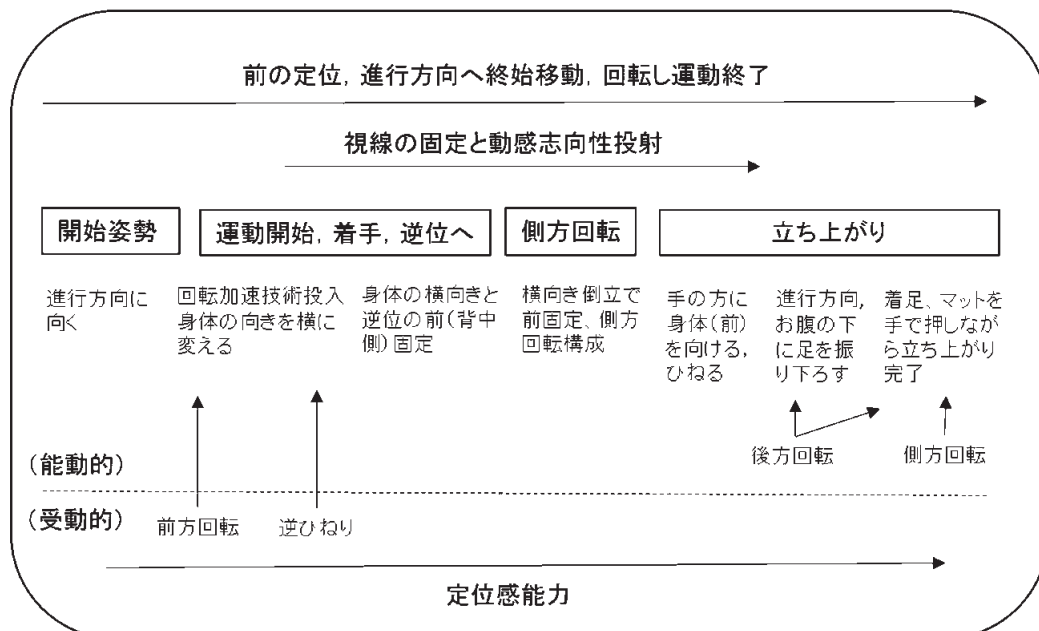 前の定位，進行方向へ終始移動，回転し運動終了
視線の固定と動感志向性投射
開始姿勢
運動開始，着手，逆位へ
側方回転
立ち上がり
進行方向に
向く
回転加速技術投入
身体の向きを横に
変える
身体の横向きと
逆位の前（背中
側）固定
横向き倒立で
前固定、側方
回転構成
手の方に
身体（前）
を向ける，
ひねる
進行方向，
お腹の下
に足を振
り下ろす
着足、マットを
手で押しなが
ら立ち上がり
完了
後方回転
側方回転
（能動的）
（受動的）
前方回転
逆ひねり
定位感能力